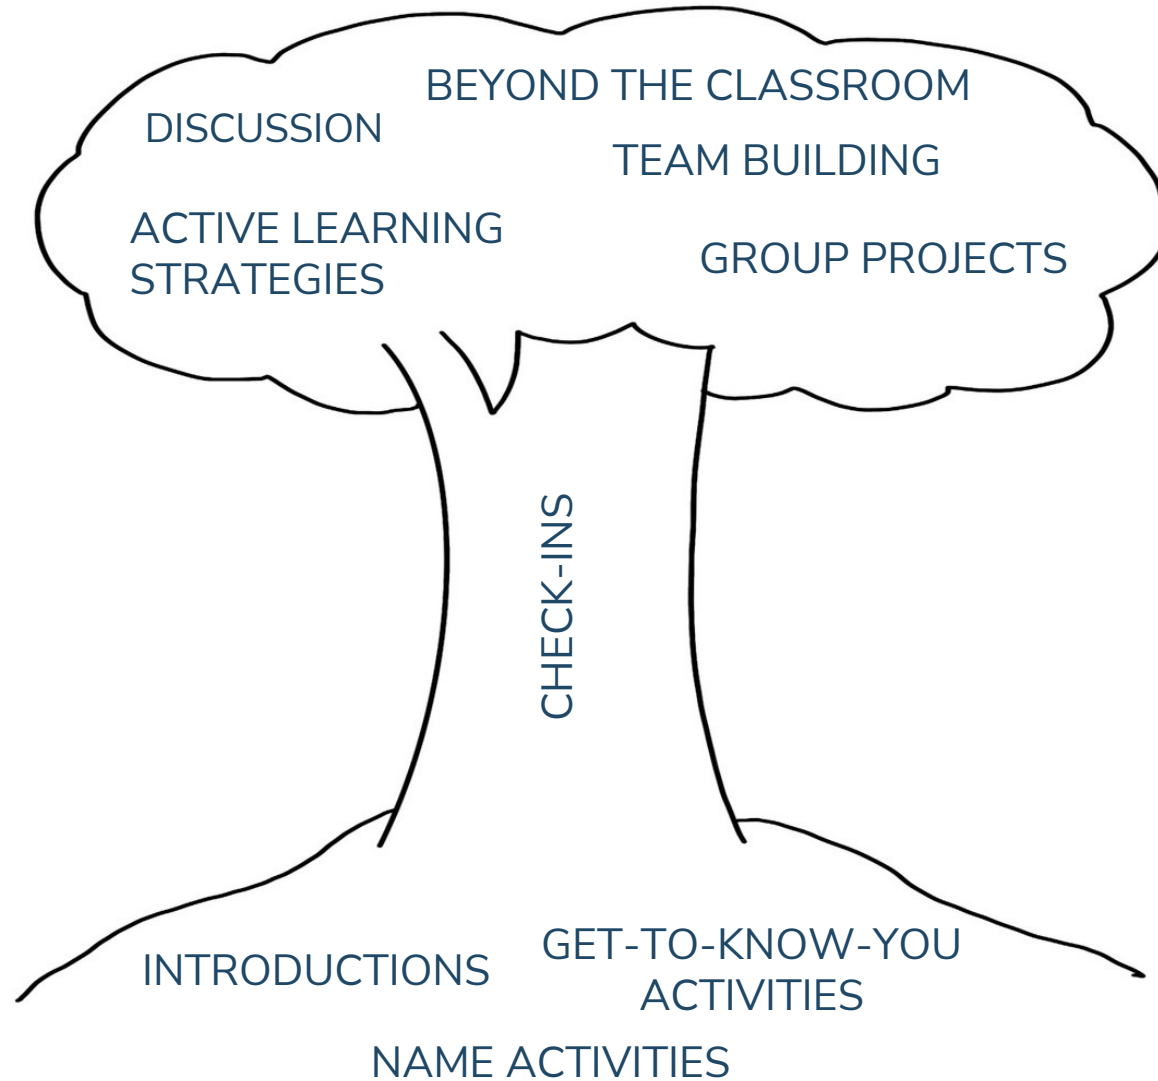 BEYOND THE CLASSROOM
DISCUSSION
TEAM BUILDING
ACTIVE LEARNING
STRATEGIES
GROUP PROJECTS
CHECK-INS
INTRODUCTIONS
GET-TO-KNOW-YOU
ACTIVITIES
NAME ACTIVITIES